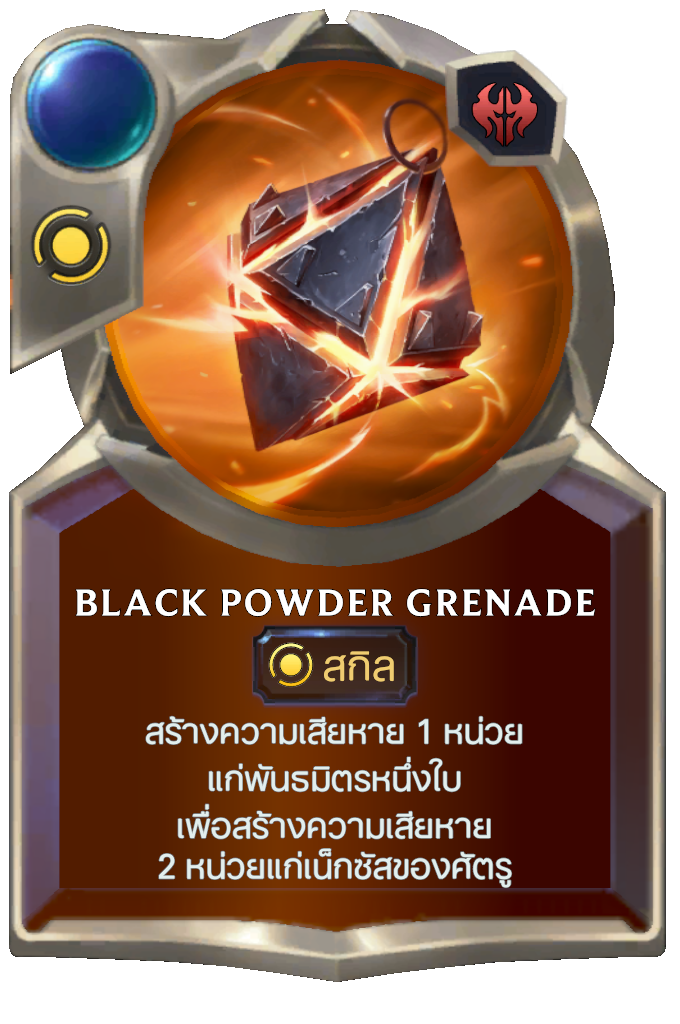 BLACK POWDER GRENADE
สกิล
สร้างความเสียหาย 1 หน่วย
แก่พันธมิตรหนึ่งใบ
เพื่อสร้างความเสียหาย
2 หน่วยแก่เน็กซัสของศัตรู